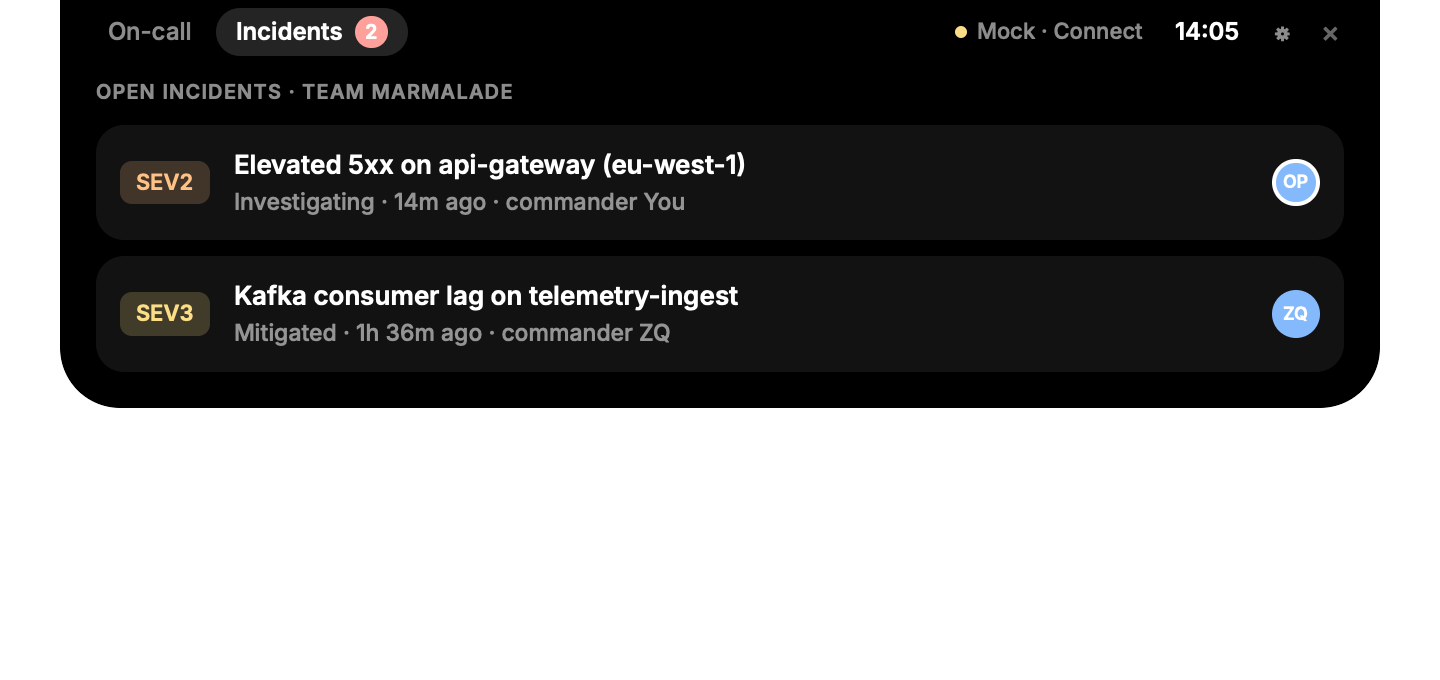 On-call Incidents 2 Mock · Connect 14:05
OPEN INCIDENTS · TEAM MARMALADE
SEV2 Elevated 5xx on api-gateway (eu-west-1)
Investigating · 14m ago · commander You
OP
SEV3 Kafka consumer lag on telemetry-ingest
Mitigated · 1h 36m ago · commander ZQ
ZQ